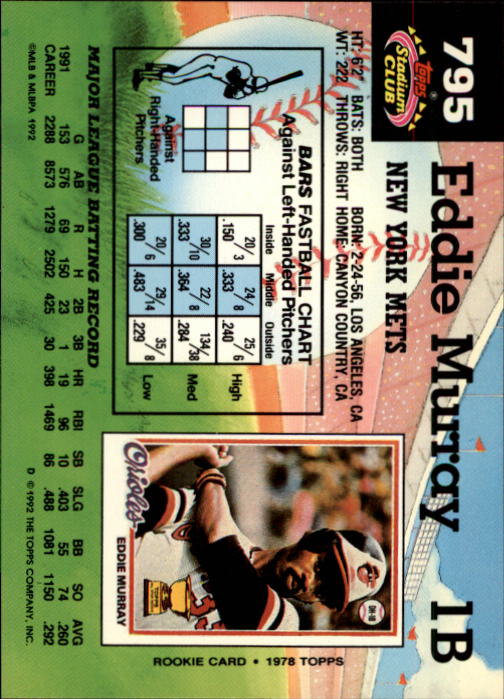 795
Topps®
Stadium
CLUB
Eddie Murray 1B
NEW YORK METS
HT: 6'2" BATS: BOTH BORN: 2-24-56, LOS ANGELES, CA
WT: 222 THROWS: RIGHT HOME: CANYON COUNTRY, CA
BARS FASTBALL CHART
Against Left-Handed Pitchers
Inside Middle Outside
20/3 .150 24/8 .333 25/6 .240 High
30/10 .333 22/8 .364 134/38 .284 Med
20/6 .300 29/14 .483 35/8 .229 Low
Against
Right-Handed
Pitchers
Orioles
EDDIE MURRAY
DH-1B
ROOKIE CARD • 1978 TOPPS
MAJOR LEAGUE BATTING RECORD
G AB R H 2B 3B HR RBI SB SLG BB SO AVG
1991 153 576 69 150 23 1 19 96 10 .403 55 74 .260
CAREER 2288 8573 1279 2502 425 30 398 1469 86 .488 1081 1150 .292
©MLB & MLBPA 1992
D ©1992 THE TOPPS COMPANY, INC.